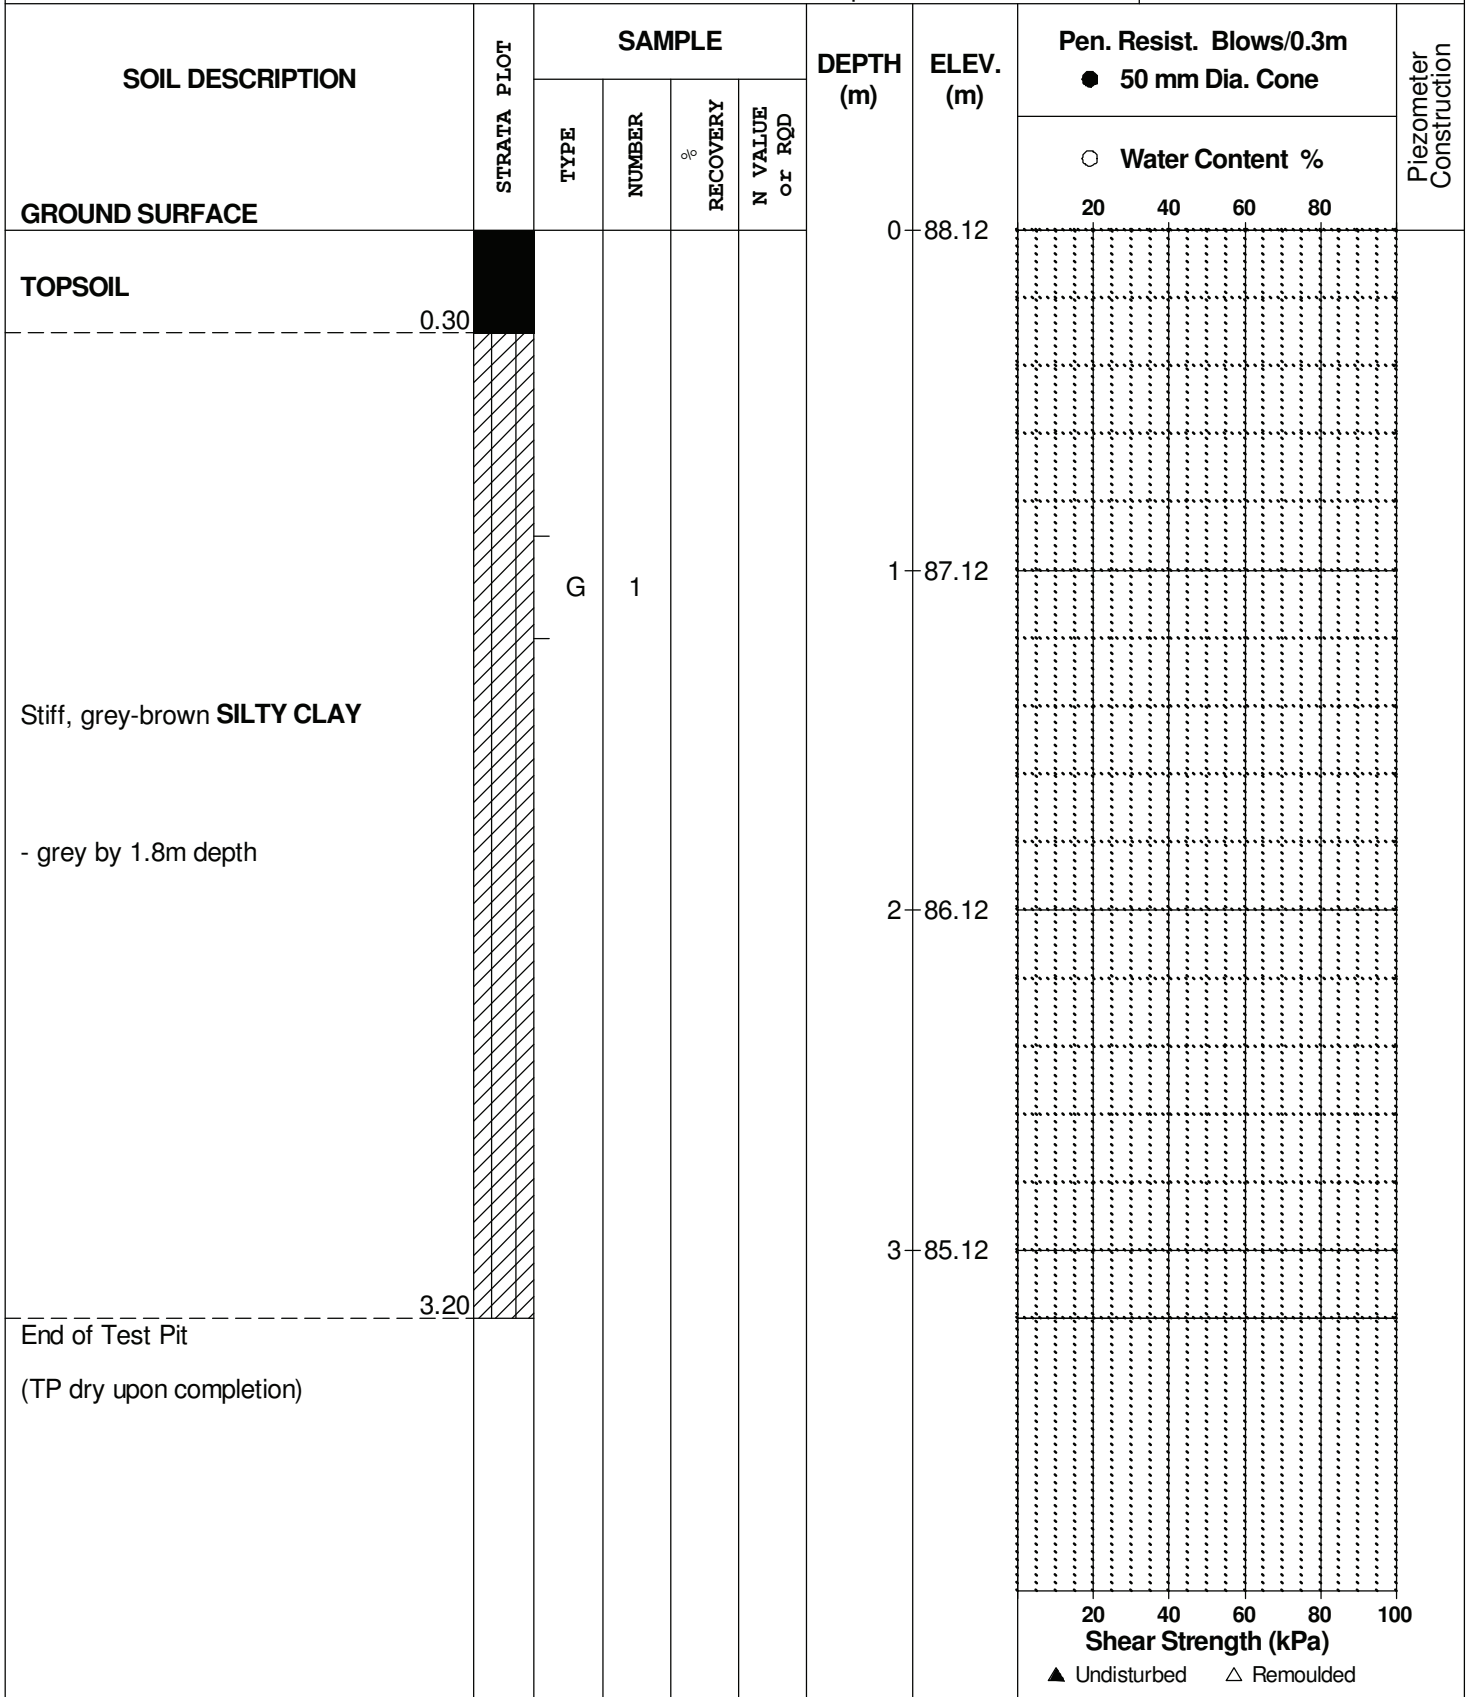 SOIL DESCRIPTION
GROUND SURFACE
STRATA PLOT
SAMPLE
TYPE
NUMBER
%
RECOVERY
N VALUE
or RQD
DEPTH
(m)
ELEV.
(m)
Pen. Resist. Blows/0.3m
● 50 mm Dia. Cone
○ Water Content %
20 40 60 80
Piezometer
Construction
0 88.12
TOPSOIL
0.30
1 87.12
G 1
Stiff, grey-brown SILTY CLAY
- grey by 1.8m depth
2 86.12
3 85.12
3.20
End of Test Pit
(TP dry upon completion)
20 40 60 80 100
Shear Strength (kPa)
▲ Undisturbed △ Remoulded